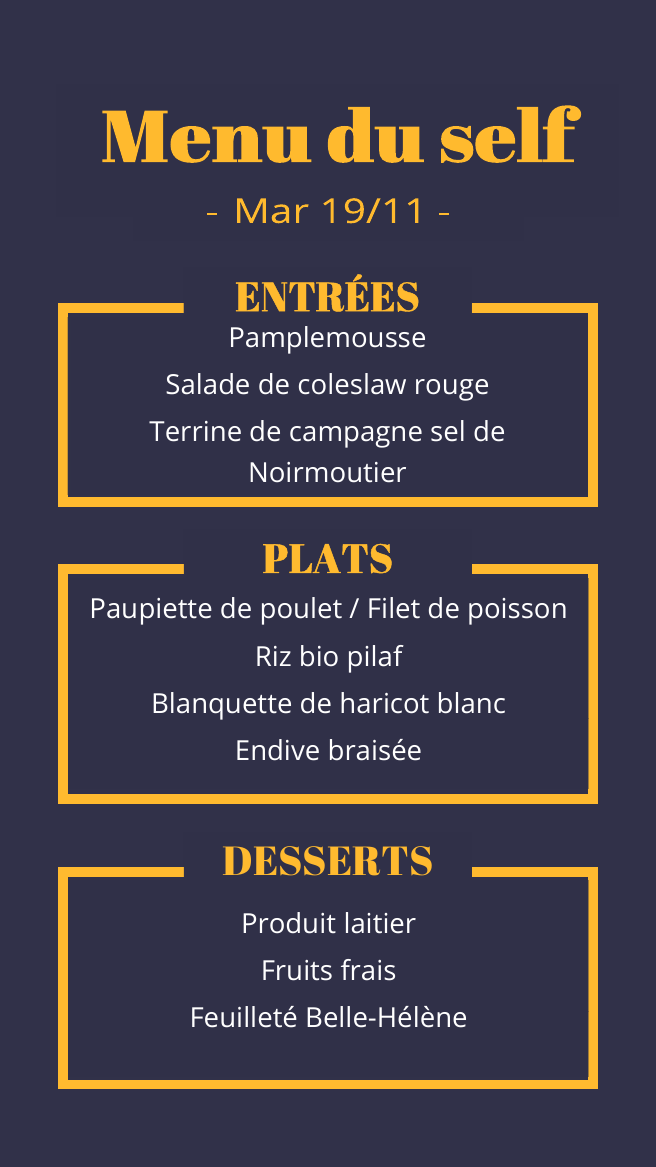 Menu du self
- Mar 19/11 -
ENTRÉES
Pamplemousse
Salade de coleslaw rouge
Terrine de campagne sel de
Noirmoutier
PLATS
Paupiette de poulet / Filet de poisson
Riz bio pilaf
Blanquette de haricot blanc
Endive braisée
DESSERTS
Produit laitier
Fruits frais
Feuilleté Belle-Hélène